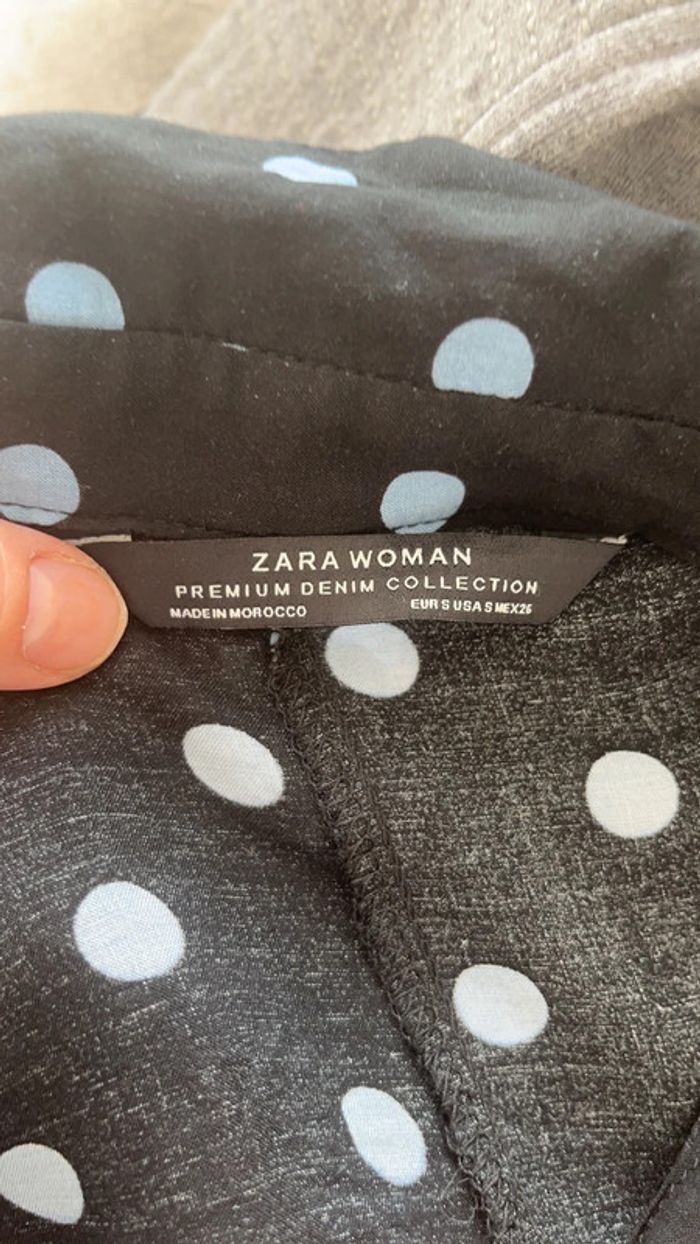 ZARA WOMAN
PREMIUM DENIM COLLECTION
MADE IN MOROCCO EUR S USA S MEX 26